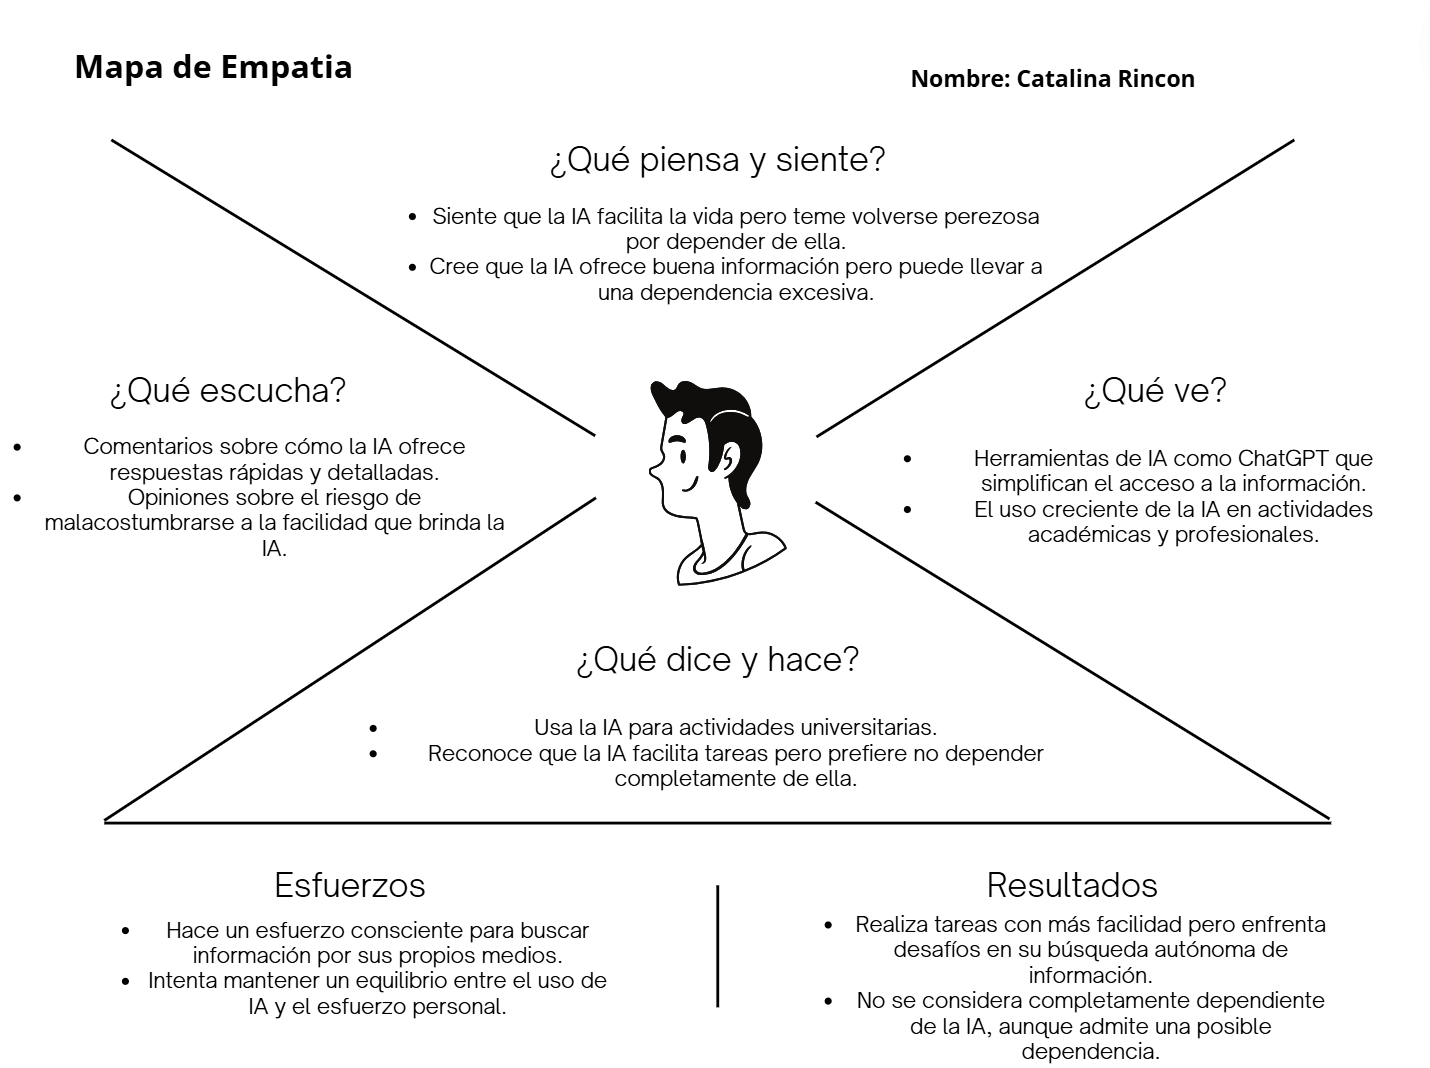 Mapa de Empatia
Nombre: Catalina Rincon
¿Qué piensa y siente?
• Siente que la IA facilita la vida pero teme volverse perezosa
por depender de ella.
• Cree que la IA ofrece buena información pero puede llevar a
una dependencia excesiva.
¿Qué escucha?
• Comentarios sobre cómo la IA ofrece
respuestas rápidas y detalladas.
• Opiniones sobre el riesgo de
malacostumbrarse a la facilidad que brinda la
IA.
¿Qué ve?
• Herramientas de IA como ChatGPT que
simplifican el acceso a la información.
• El uso creciente de la IA en actividades
académicas y profesionales.
¿Qué dice y hace?
• Usa la IA para actividades universitarias.
• Reconoce que la IA facilita tareas pero prefiere no depender
completamente de ella.
Esfuerzos
• Hace un esfuerzo consciente para buscar
información por sus propios medios.
• Intenta mantener un equilibrio entre el uso de
IA y el esfuerzo personal.
Resultados
• Realiza tareas con más facilidad pero enfrenta
desafíos en su búsqueda autónoma de
información.
• No se considera completamente dependiente
de la IA, aunque admite una posible
dependencia.